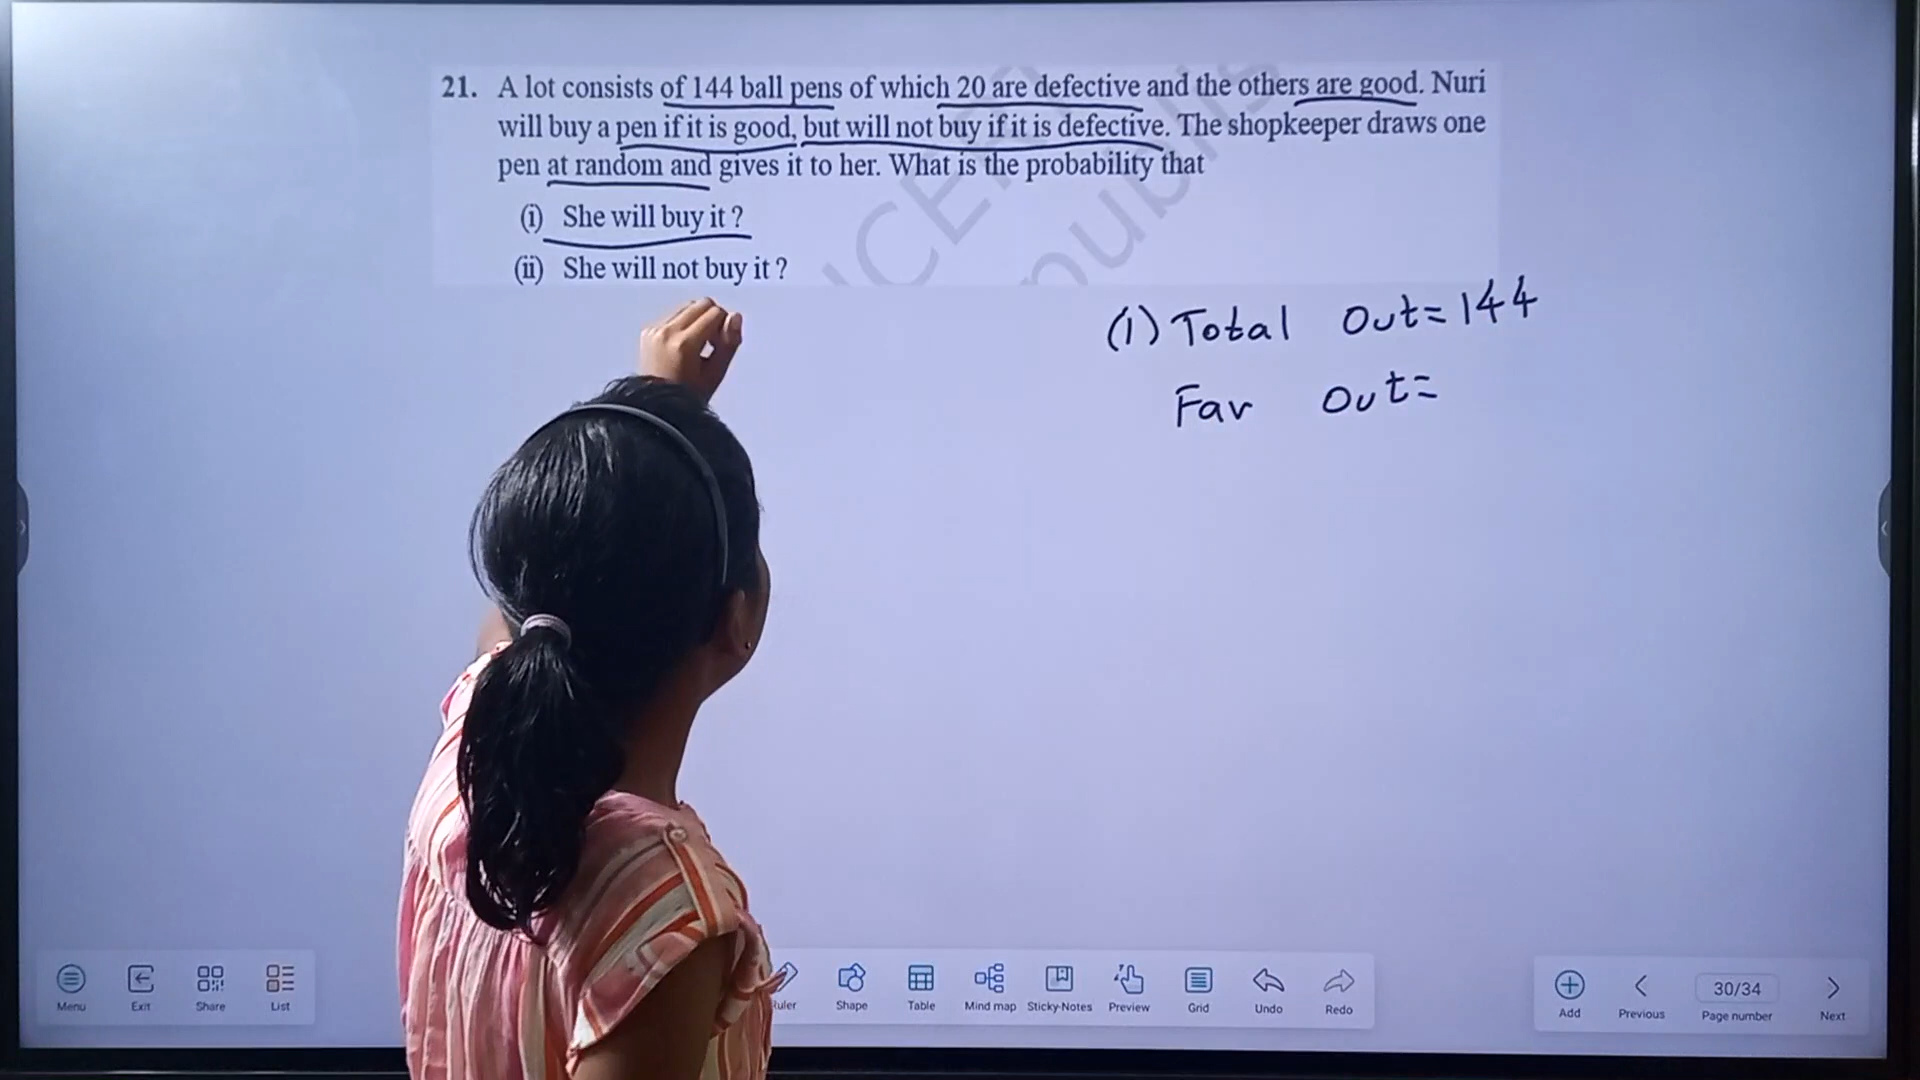 21. A lot consists of 144 ball pens of which 20 are defective and the others are good. Nuri
will buy a pen if it is good, but will not buy if it is defective. The shopkeeper draws one
pen at random and gives it to her. What is the probability that
(i) She will buy it ?
(ii) She will not buy it ?
(1) Total Out= 144
Fav Out=
Menu Exit Share List Shape Table Mind map Sticky-Notes Preview Grid Undo Redo Add Previous 30/34 Page number Next